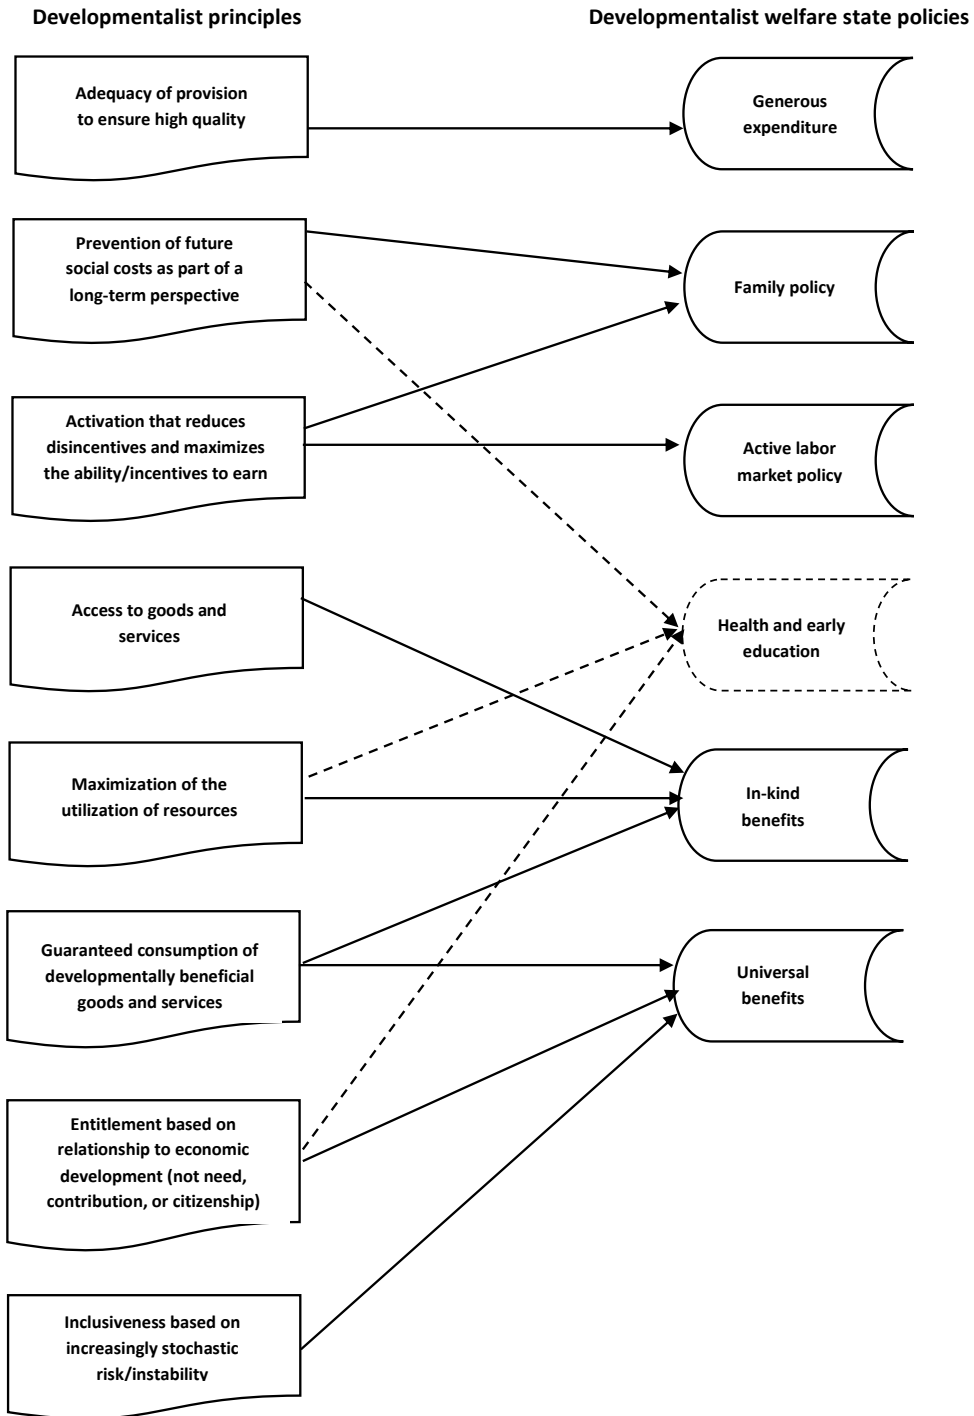 Developmentalist principles
Developmentalist welfare state policies
Adequacy of provision
to ensure high quality
Generous
expenditure
Prevention of future
social costs as part of a
long-term perspective
Family policy
Activation that reduces
disincentives and maximizes
the ability/incentives to earn
Active labor
market policy
Access to goods and
services
Health and early
education
Maximization of the
utilization of resources
In-kind
benefits
Guaranteed consumption of
developmentally beneficial
goods and services
Universal
benefits
Entitlement based on
relationship to economic
development (not need,
contribution, or citizenship)
Inclusiveness based on
increasingly stochastic
risk/instability